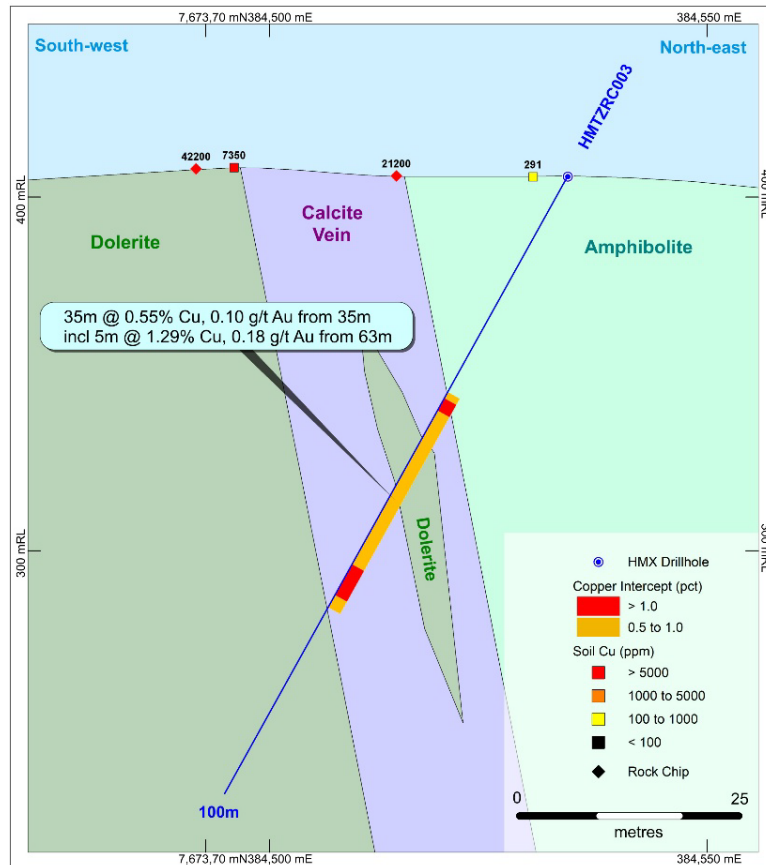 7,673,70 mN384,500 mE
384,550 mE
South-west
North-east
HMTZRC003
42200
7350
21200
291
400 mRL
400 mRL
Calcite
Vein
Dolerite
Amphibolite
35m @ 0.55% Cu, 0.10 g/t Au from 35m
incl 5m @ 1.29% Cu, 0.18 g/t Au from 63m
Dolerite
300 mRL
300 mRL
HMX Drillhole
Copper Intercept (pct)
> 1.0
0.5 to 1.0
Soil Cu (ppm)
> 5000
1000 to 5000
100 to 1000
< 100
Rock Chip
0
25
metres
100m
7,673,70 mN384,500 mE
384,550 mE